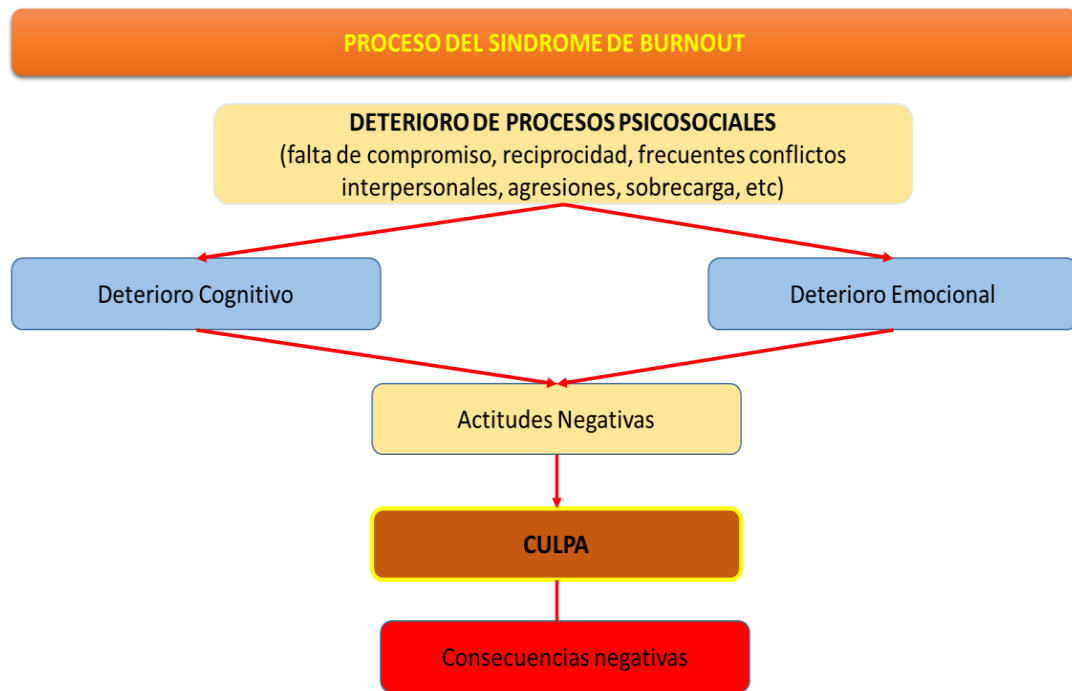 PROCESO DEL SINDROME DE BURNOUT
DETERIORO DE PROCESOS PSICOSOCIALES
(falta de compromiso, reciprocidad, frecuentes conflictos
interpersonales, agresiones, sobrecarga, etc)
Deterioro Cognitivo
Deterioro Emocional
Actitudes Negativas
CULPA
Consecuencias negativas